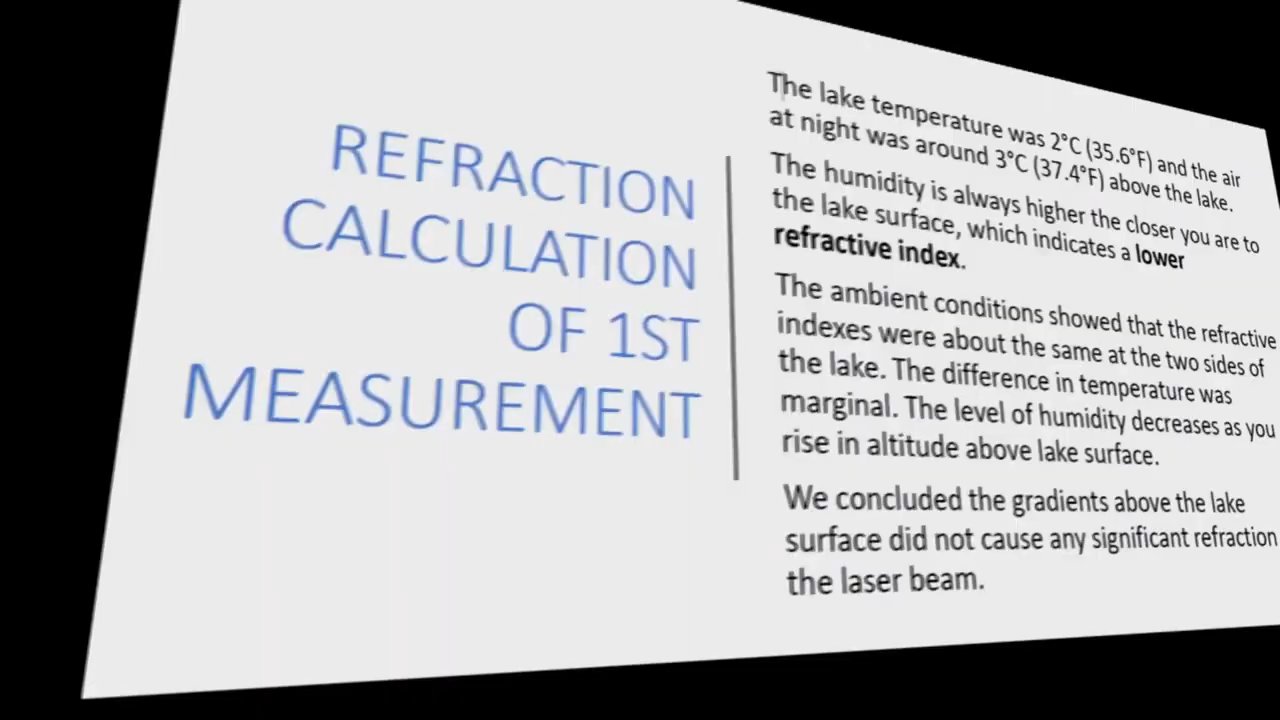 REFRACTION
CALCULATION
OF 1ST
MEASUREMENT
The lake temperature was 2°C (35.6°F) and the air
at night was around 3°C (37.4°F) above the lake.
The humidity is always higher the closer you are to
the lake surface, which indicates a lower
refractive index.
The ambient conditions showed that the refractive
indexes were about the same at the two sides of
the lake. The difference in temperature was
marginal. The level of humidity decreases as you
rise in altitude above lake surface.
We concluded the gradients above the lake
surface did not cause any significant refraction
the laser beam.